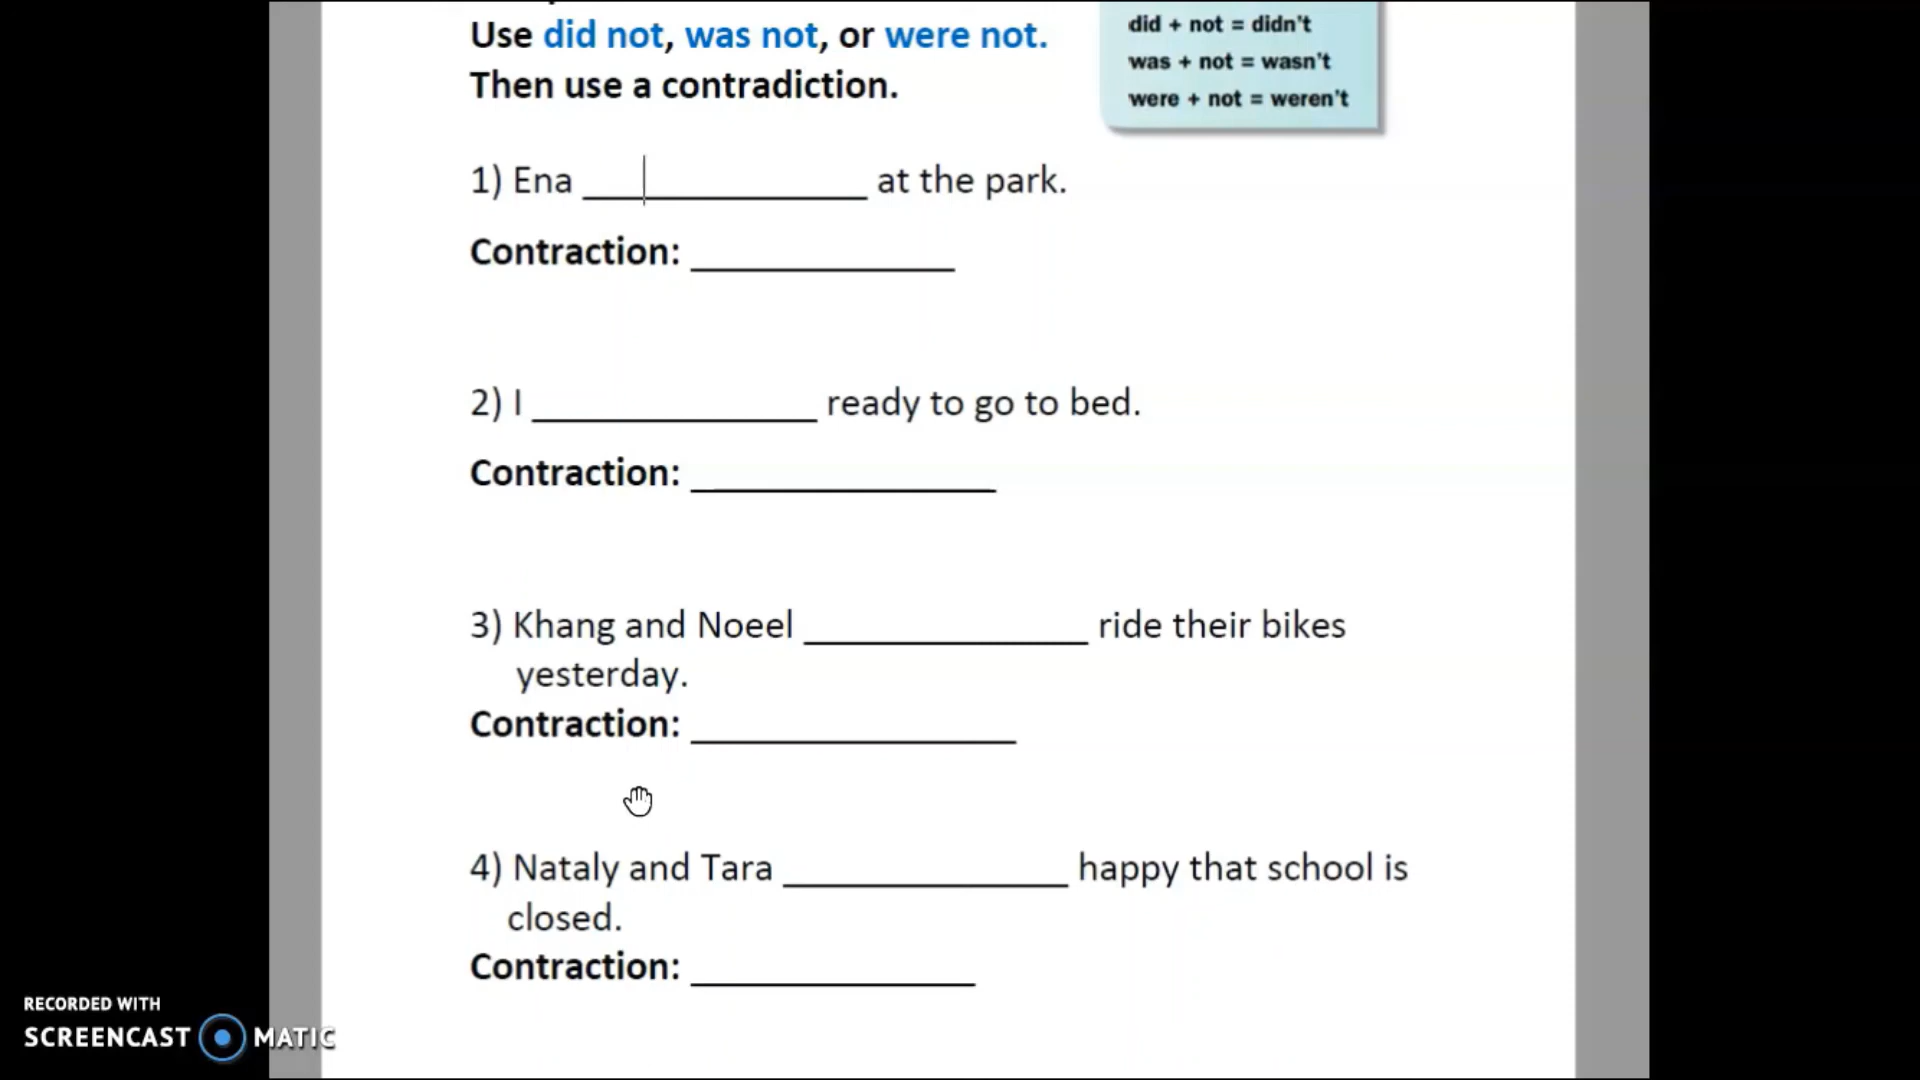 Use did not, was not, or were not.
Then use a contradiction.
did + not = didn't
was + not = wasn't
were + not = weren't
1) Ena ______________ at the park.
Contraction: _____________
2) I ______________ ready to go to bed.
Contraction: _______________
3) Khang and Noeel ______________ ride their bikes
yesterday.
Contraction: ________________
4) Nataly and Tara ______________ happy that school is
closed.
Contraction: ______________
RECORDED WITH
SCREENCAST MATIC